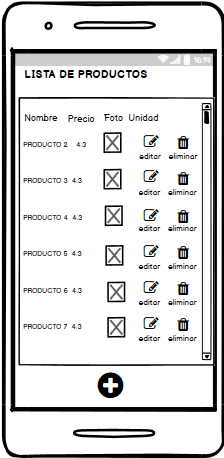 16:14
LISTA DE PRODUCTOS
Nombre Precio Foto Unidad
PRODUCTO 2 4.3
editar eliminar
PRODUCTO 3 4.3
editar eliminar
PRODUCTO 4 4.3
editar eliminar
PRODUCTO 5 4.3
editar eliminar
PRODUCTO 6 4.3
editar eliminar
PRODUCTO 7 4.3
editar eliminar